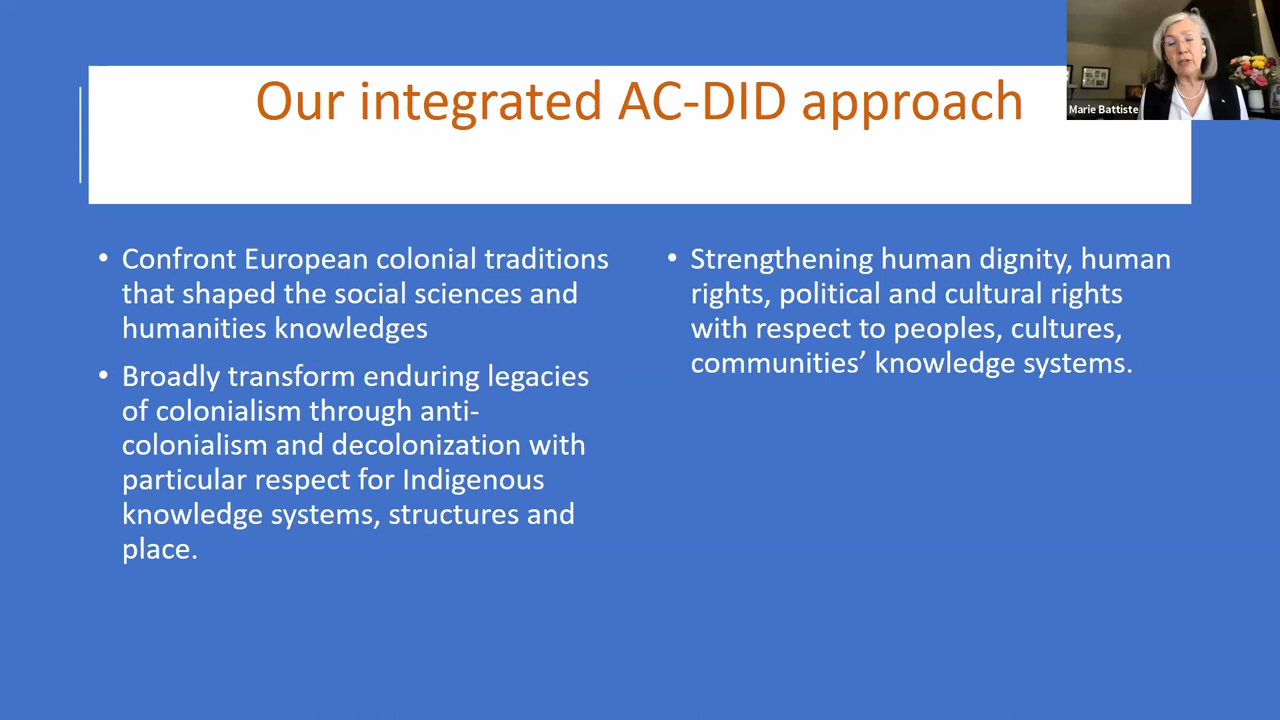 Our integrated AC-DID approach
Marie Battiste
• Confront European colonial traditions
that shaped the social sciences and
humanities knowledges
• Broadly transform enduring legacies
of colonialism through anti-
colonialism and decolonization with
particular respect for Indigenous
knowledge systems, structures and
place.
• Strengthening human dignity, human
rights, political and cultural rights
with respect to peoples, cultures,
communities’ knowledge systems.